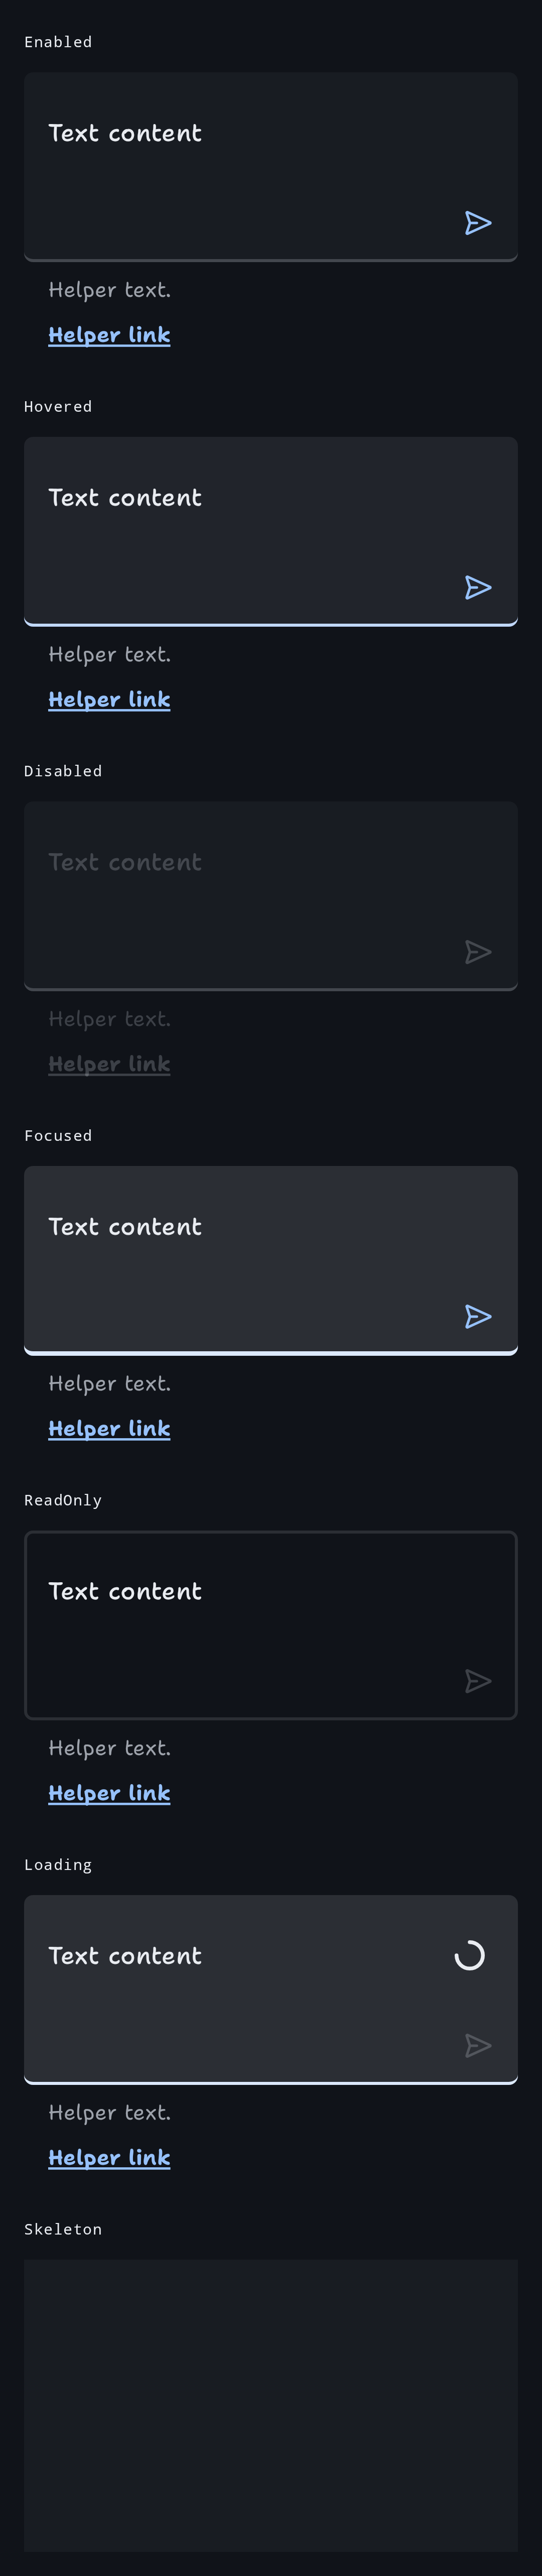 Enabled
Text content
Helper text.
Helper link
Hovered
Text content
Helper text.
Helper link
Disabled
Text content
Helper text.
Helper link
Focused
Text content
Helper text.
Helper link
ReadOnly
Text content
Helper text.
Helper link
Loading
Text content
Helper text.
Helper link
Skeleton